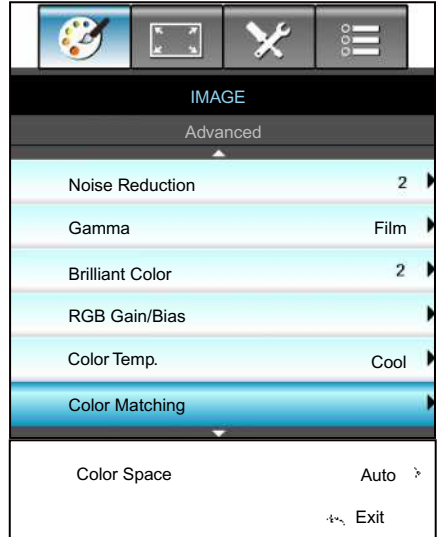 IMAGE
Advanced
Noise Reduction 2
Gamma Film
Brilliant Color 2
RGB Gain/Bias
Color Temp. Cool
Color Matching
Color Space Auto
Exit